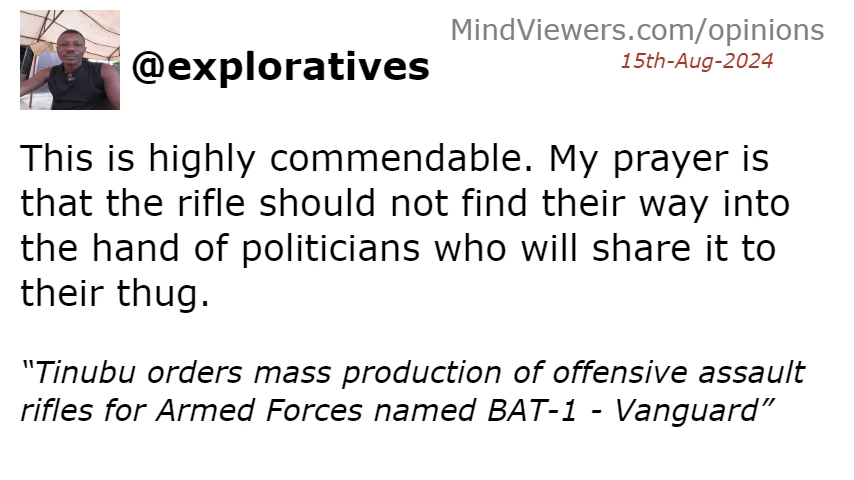 MindViewers.com/opinions
@exploratives
15th-Aug-2024
This is highly commendable. My prayer is
that the rifle should not find their way into
the hand of politicians who will share it to
their thug.
“Tinubu orders mass production of offensive assault
rifles for Armed Forces named BAT-1 - Vanguard”